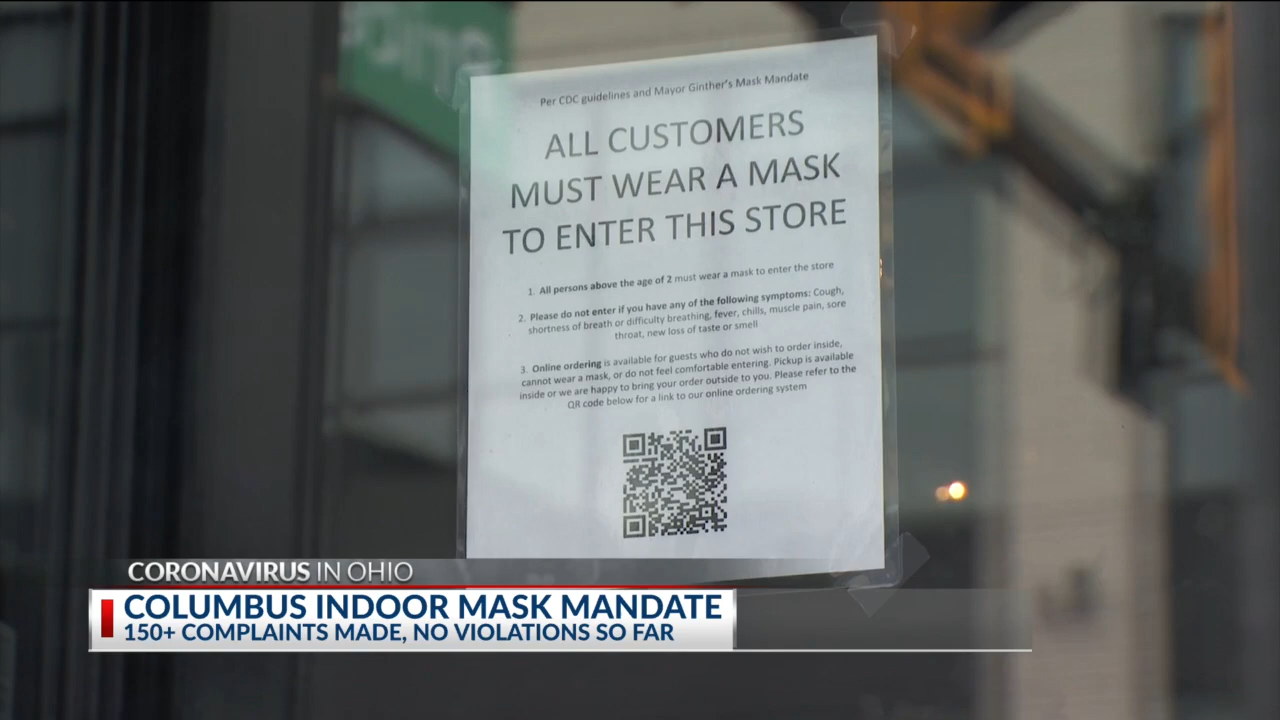 Per CDC guidelines and Mayor Ginther's Mask Mandate
ALL CUSTOMERS
MUST WEAR A MASK
TO ENTER THIS STORE
1. All persons above the age of 2 must wear a mask to enter the store
2. Please do not enter if you have any of the following symptoms: Cough,
shortness of breath or difficulty breathing, fever, chills, muscle pain, sore
throat, new loss of taste or smell
3. Online ordering is available for guests who do not wish to order inside,
cannot wear a mask, or do not feel comfortable entering. Pickup is available
inside or we are happy to bring your order outside to you. Please refer to the
QR code below for a link to our online ordering system
CORONAVIRUS IN OHIO
COLUMBUS INDOOR MASK MANDATE
150+ COMPLAINTS MADE, NO VIOLATIONS SO FAR